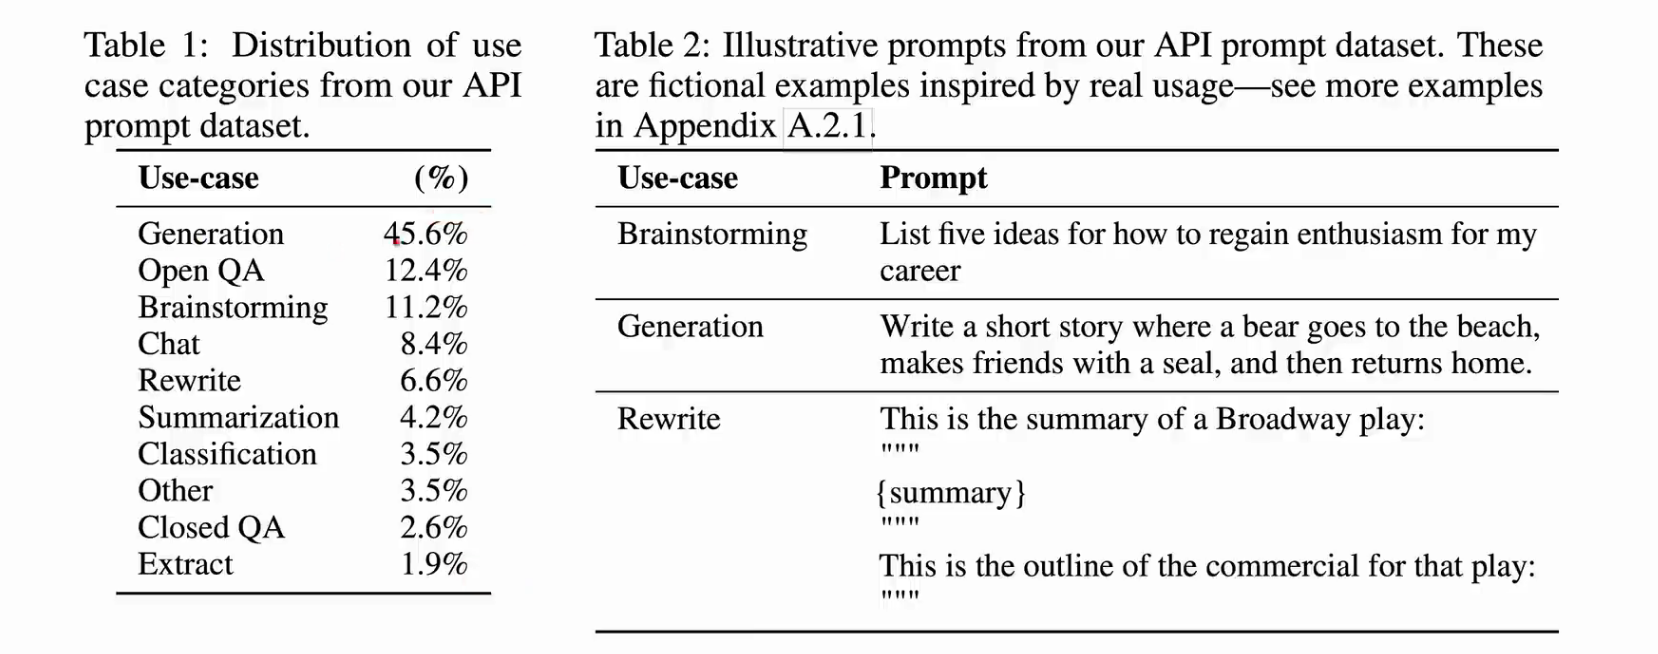 Table 1: Distribution of use
case categories from our API
prompt dataset.
Use-case (%)
Generation 45.6%
Open QA 12.4%
Brainstorming 11.2%
Chat 8.4%
Rewrite 6.6%
Summarization 4.2%
Classification 3.5%
Other 3.5%
Closed QA 2.6%
Extract 1.9%
Table 2: Illustrative prompts from our API prompt dataset. These
are fictional examples inspired by real usage—see more examples
in Appendix A.2.1.
Use-case Prompt
Brainstorming List five ideas for how to regain enthusiasm for my
career
Generation Write a short story where a bear goes to the beach,
makes friends with a seal, and then returns home.
Rewrite This is the summary of a Broadway play:
"""
{summary}
"""
This is the outline of the commercial for that play:
"""